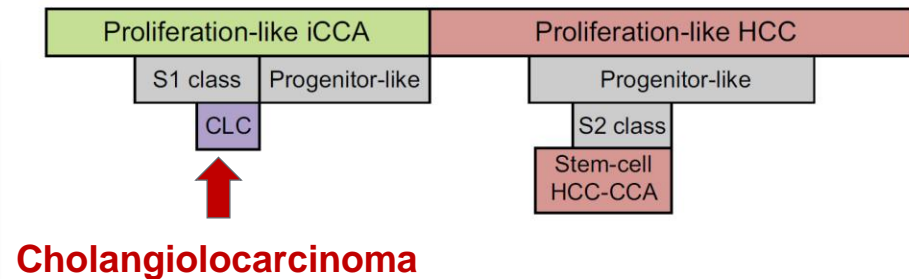 Proliferation-like iCCA Proliferation-like HCC
S1 class Progenitor-like Progenitor-like
CLC S2 class
Stem-cell
HCC-CCA
Cholangiolocarcinoma